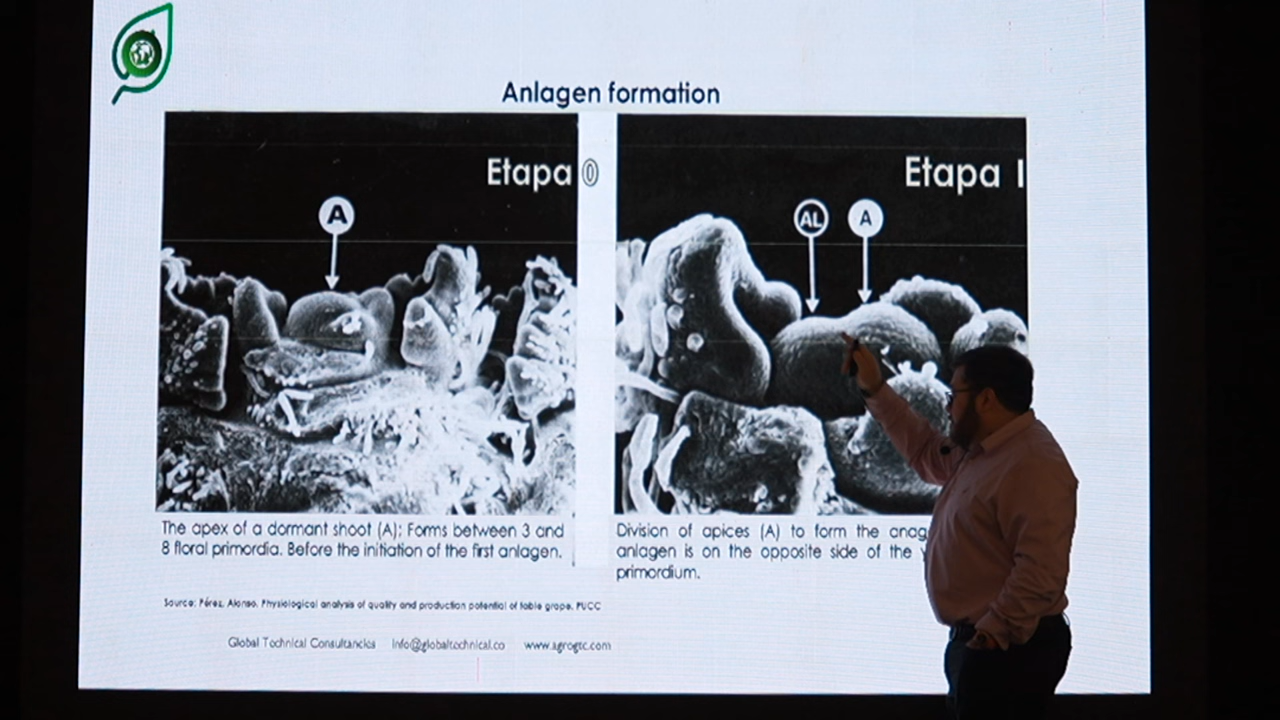 Anlagen formation
Etapa 0
A
The apex of a dormant shoot (A); Forms between 3 and
8 floral primordia. Before the initiation of the first anlagen.
Etapa I
AL
A
Division of apices (A) to form the anag
anlagen is on the opposite side of the
primordium.
Source: Pérez, Alonso. Physiological analysis of quality and production potential of table grape. PUCC
Global Technical Consultancies info@globaltechnical.co www.agrogtc.com